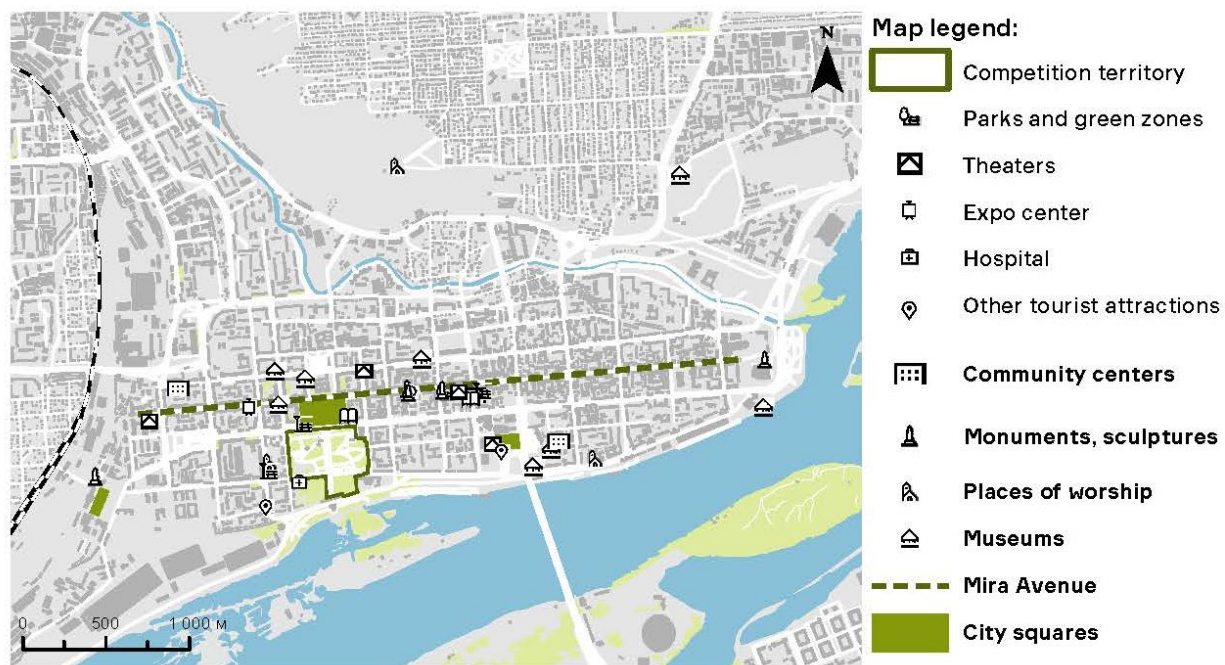 Map legend:
N
Competition territory
Parks and green zones
Theaters
Expo center
Hospital
Other tourist attractions
Community centers
Monuments, sculptures
Places of worship
Museums
Mira Avenue
City squares
0 500 1 000 м